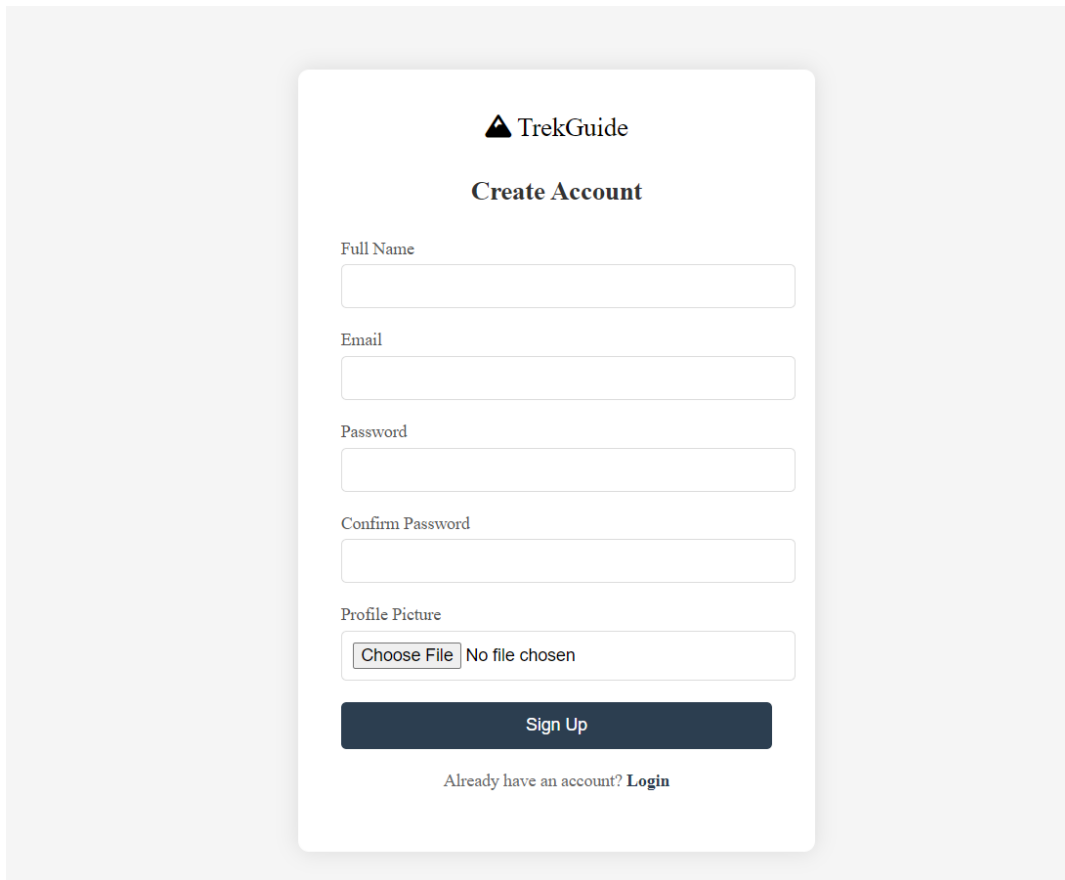 TrekGuide
Create Account
Full Name
Email
Password
Confirm Password
Profile Picture
Choose File No file chosen
Sign Up
Already have an account? Login